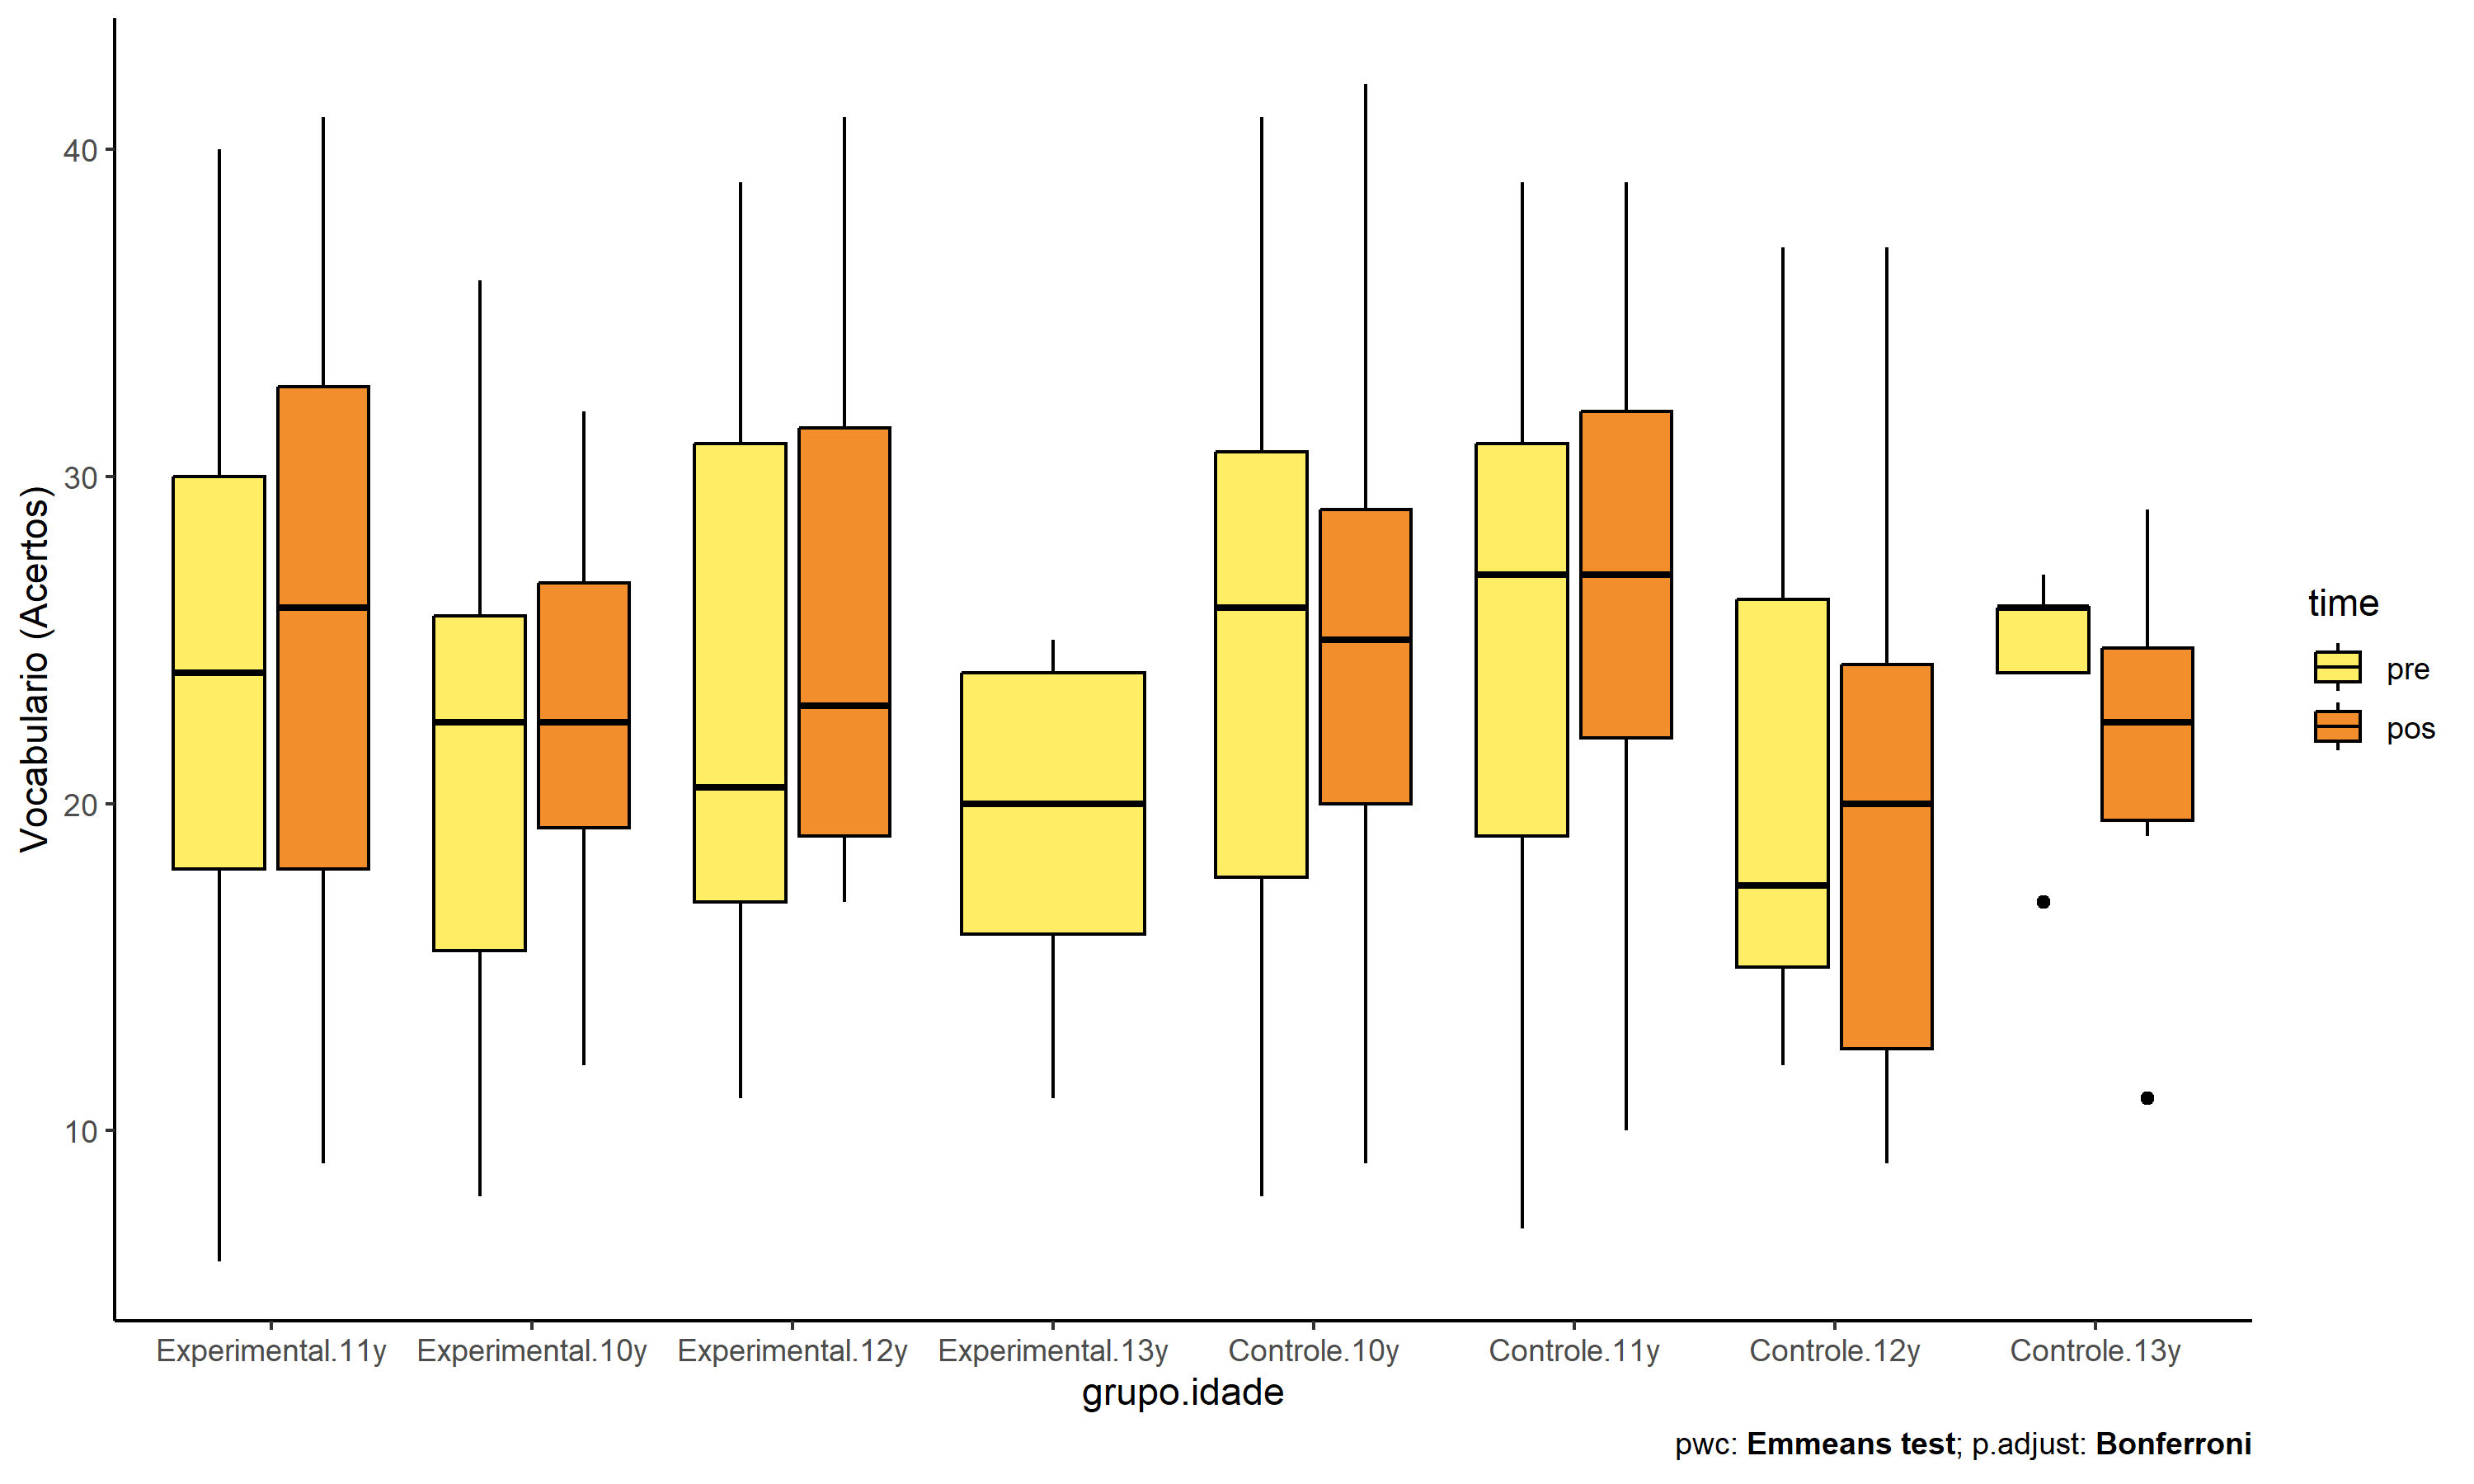 Vocabulario (Acertos)
40
30
20
10
Experimental.11y Experimental.10y Experimental.12y Experimental.13y Controle.10y Controle.11y Controle.12y Controle.13y
grupo.idade
time
pre
pos
pwc: Emmeans test; p.adjust: Bonferroni